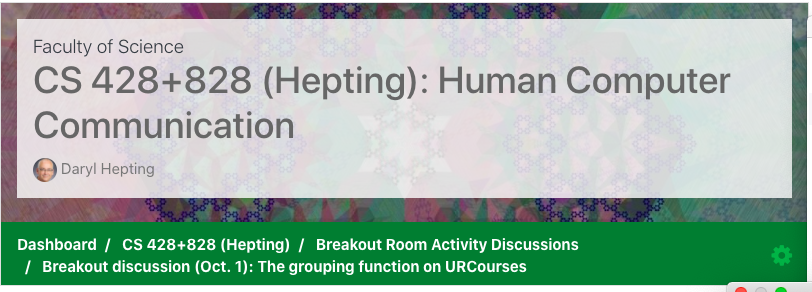 Faculty of Science
CS 428+828 (Hepting): Human Computer
Communication
Daryl Hepting
Dashboard / CS 428+828 (Hepting) / Breakout Room Activity Discussions
/ Breakout discussion (Oct. 1): The grouping function on URCourses